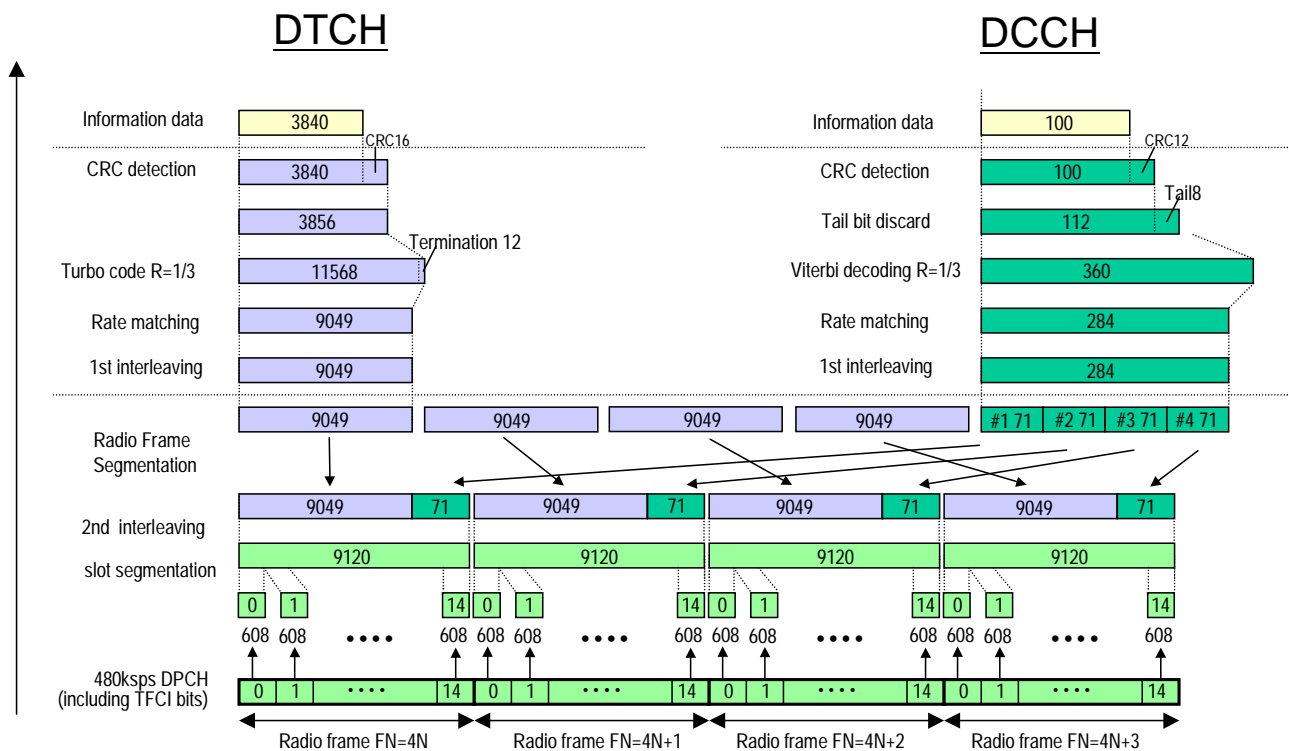 DTCH DCCH
Information data 3840 Information data 100
CRC16 CRC12
CRC detection 3840 CRC detection 100
Tail8
3856 Tail bit discard 112
Termination 12
Turbo code R=1/3 11568 Viterbi decoding R=1/3 360
Rate matching 9049 Rate matching 284
1st interleaving 9049 1st interleaving 284
9049 9049 9049 9049 #1 71 #2 71 #3 71 #4 71
Radio Frame
Segmentation
9049 71 9049 71 9049 71 9049 71
2nd interleaving
9120 9120 9120 9120
slot segmentation
0 1 14 0 1 14 0 1 14 0 1 14
608 608 •••• 608 608 608 •••• 608 608 608 •••• 608 608 608 •••• 608
480ksps DPCH
(including TFCI bits)
0 1 •••• 14 0 1 •••• 14 0 1 •••• 14 0 1 •••• 14
Radio frame FN=4N Radio frame FN=4N+1 Radio frame FN=4N+2 Radio frame FN=4N+3